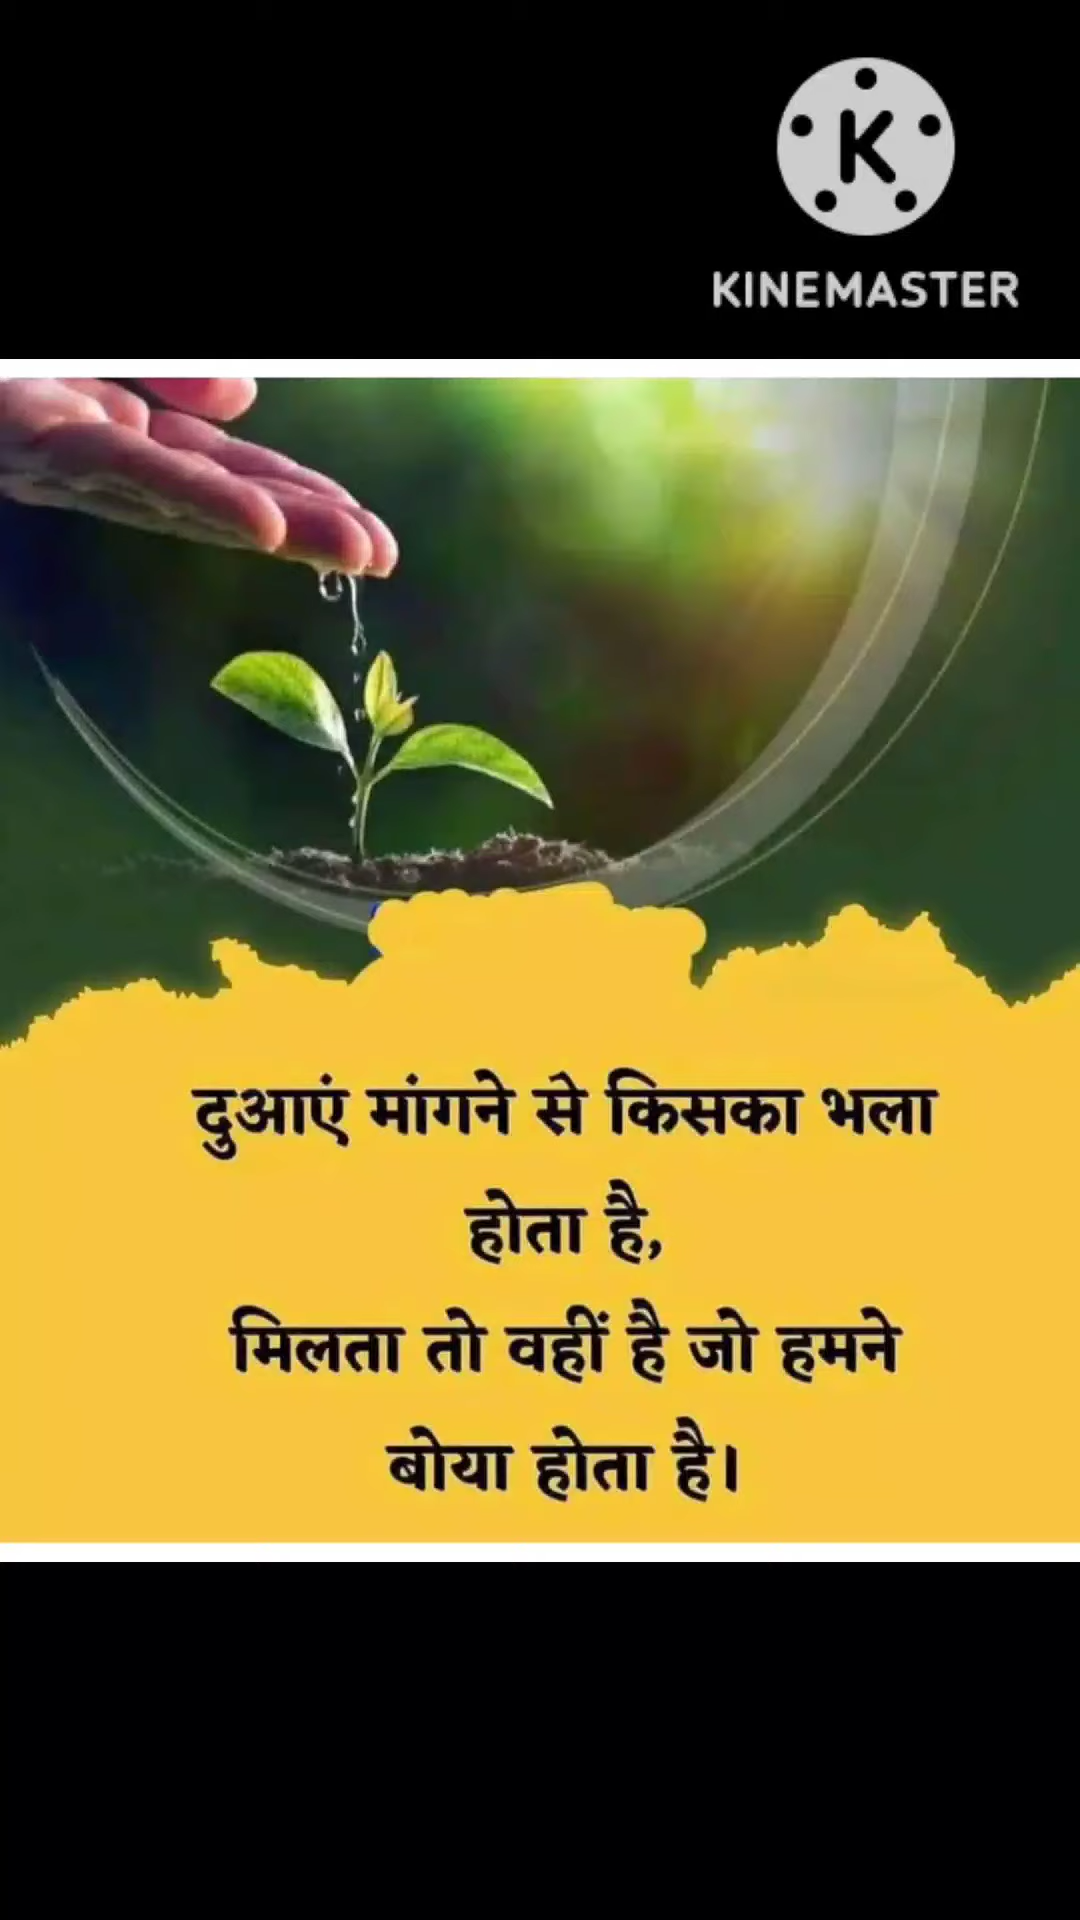 K
KINEMASTER
दुआएं मांगने से किसका भला
होता है,
मिलता तो वहीं है जो हमने
बोया होता है।